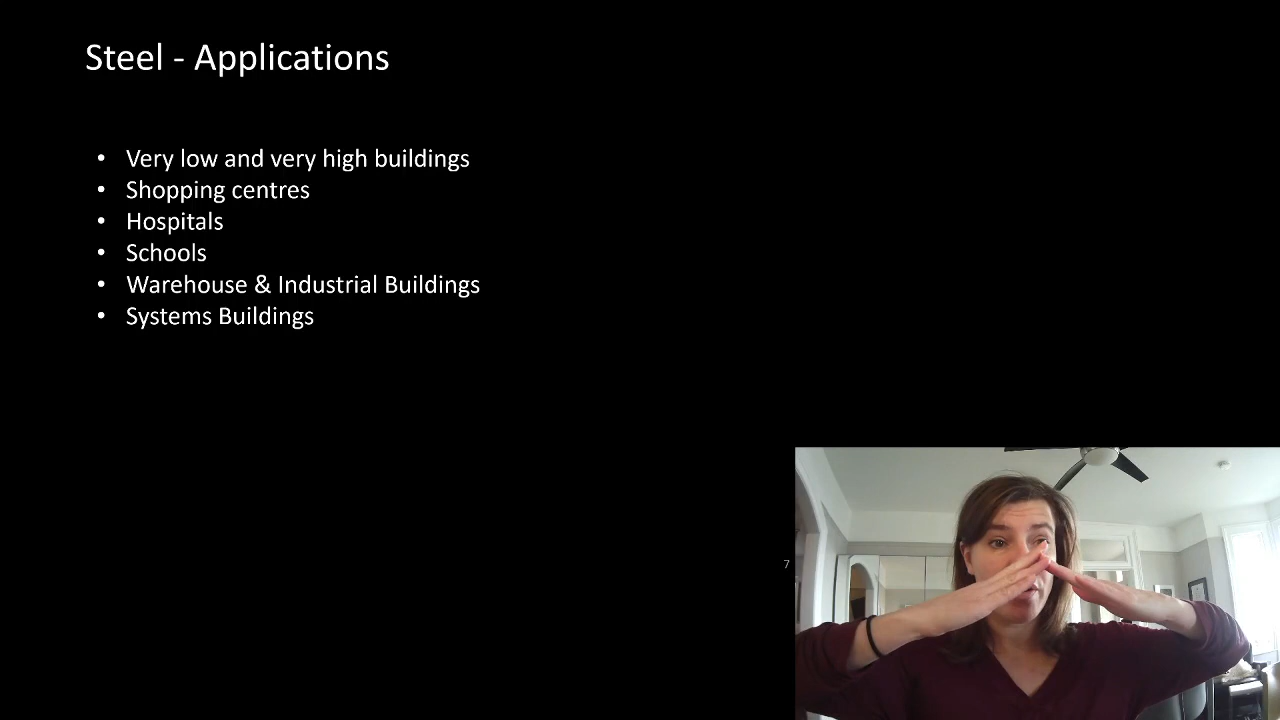 Steel - Applications
• Very low and very high buildings
• Shopping centres
• Hospitals
• Schools
• Warehouse & Industrial Buildings
• Systems Buildings
7